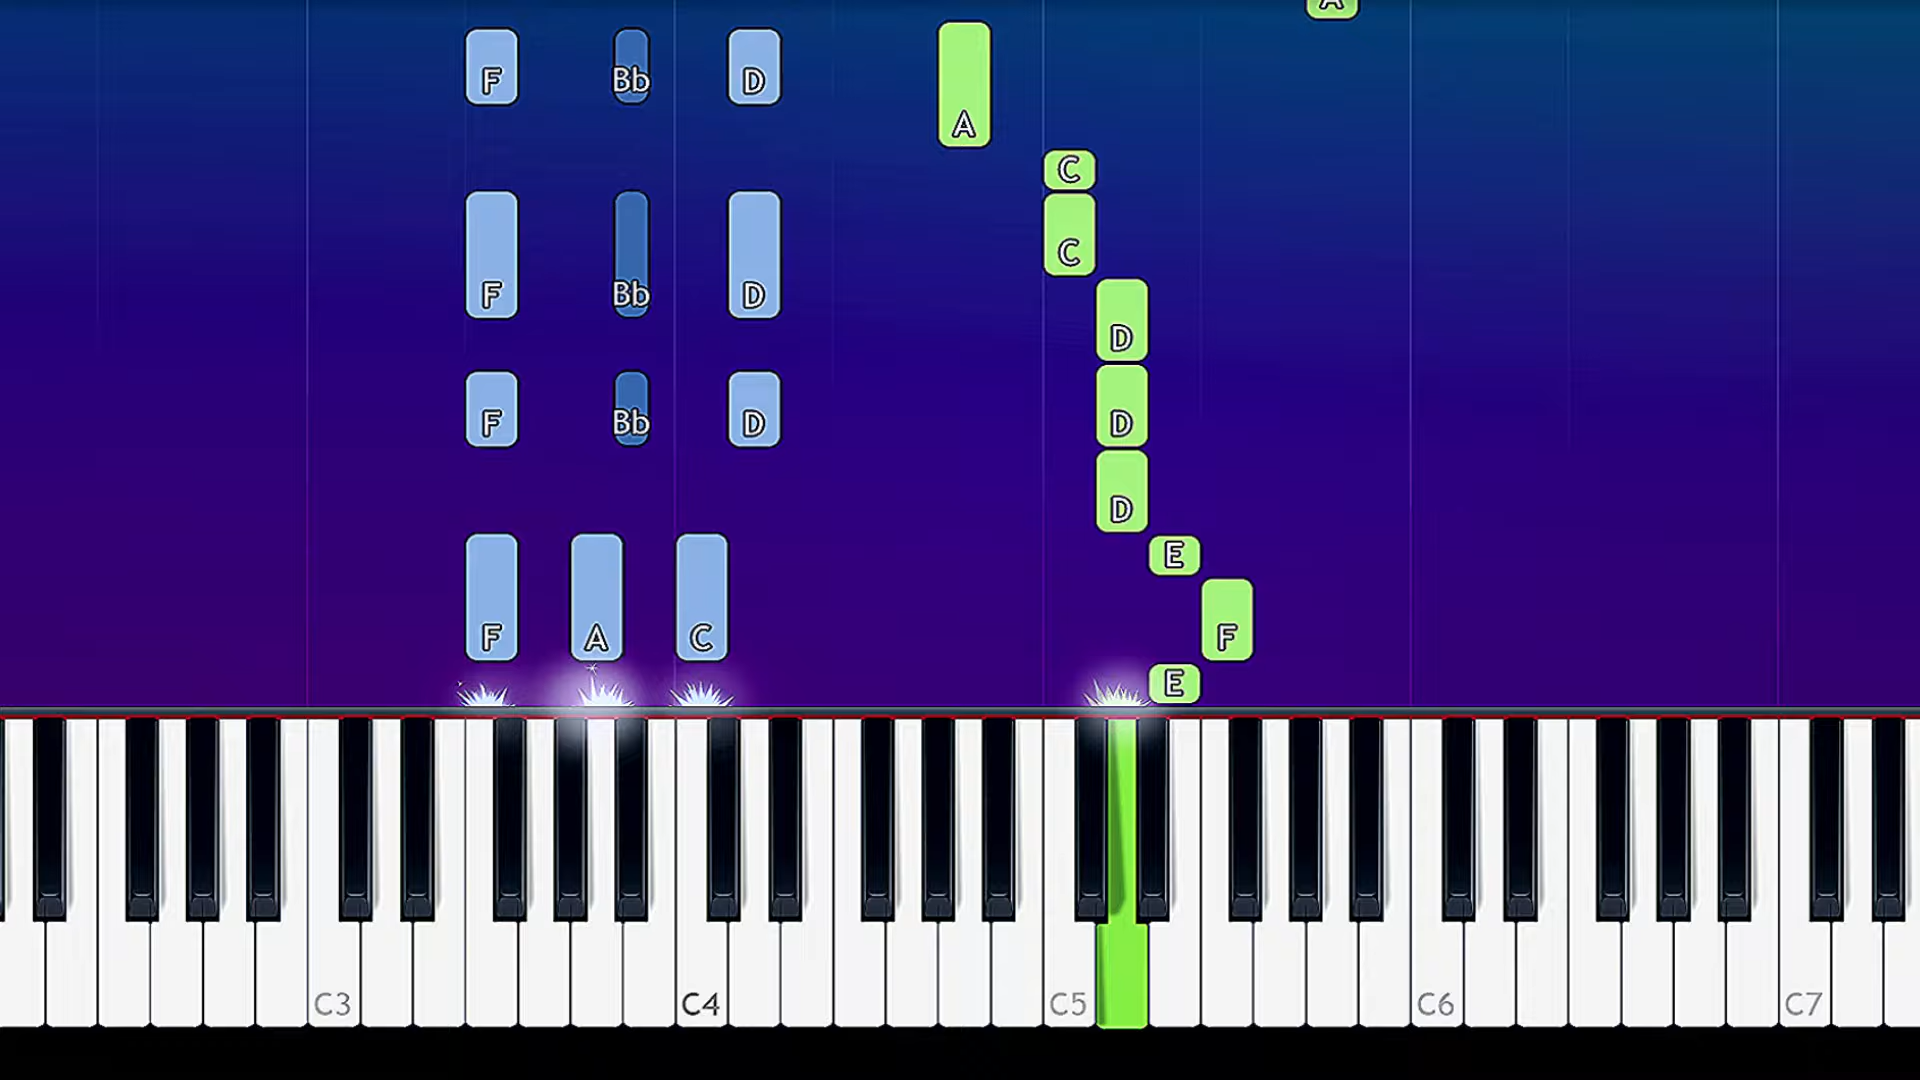 A
F Bb D
A
C
F Bb D C
D
F Bb D D
D
E
F A C F
E
C3 C4 C5 C6 C7